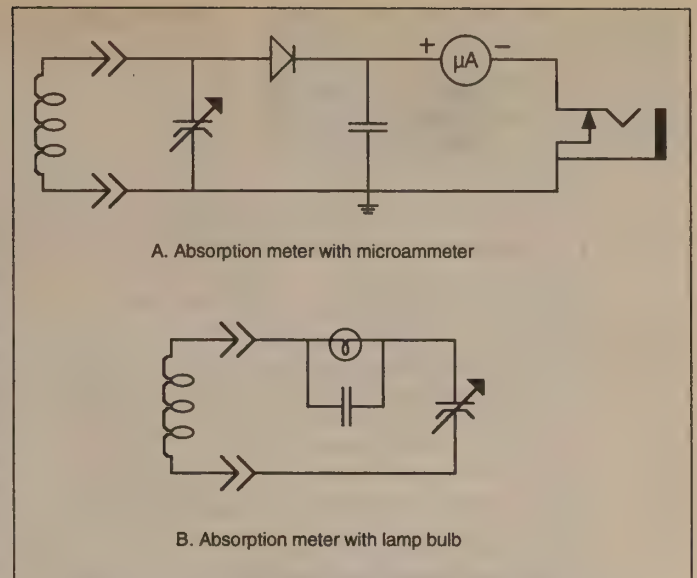 + μA −
A. Absorption meter with microammeter
B. Absorption meter with lamp bulb